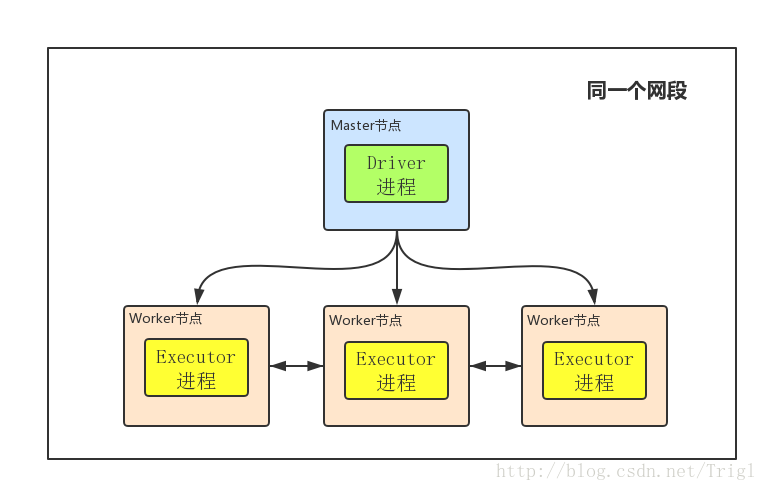 同一个网段
Master节点
Driver
进程
Worker节点
Executor
进程
Worker节点
Executor
进程
Worker节点
Executor
进程
http://blog.csdn.net/Trigl